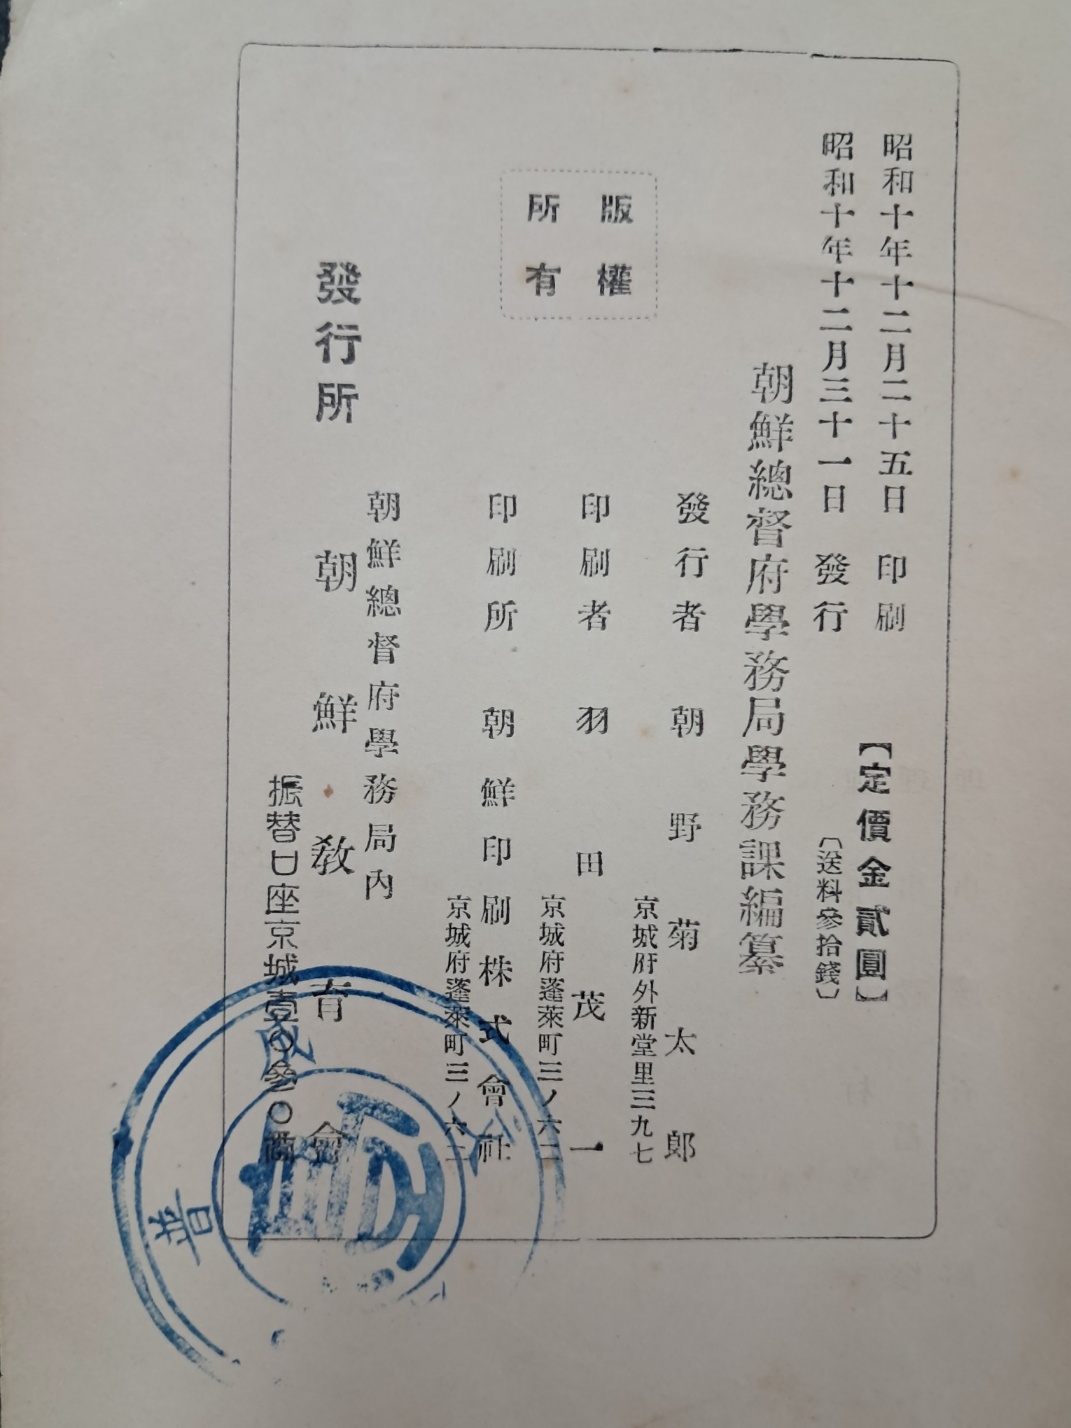 昭和十年十二月二十五日 印刷
昭和十年十二月三十一日 發行
【定價金貳圓】
〔送料參拾錢〕
朝鮮總督府學務局學務課編纂
版權
所有
發行者 朝野菊太郎
京城府外新堂里三九七
印刷者 羽田茂一
京城府蓬萊町三ノ六二
印刷所 朝鮮印刷株式會社
京城府蓬萊町三ノ六二
朝鮮總督府學務局內
發行所 朝鮮敎育會
振替口座京城壹〇參〇
普